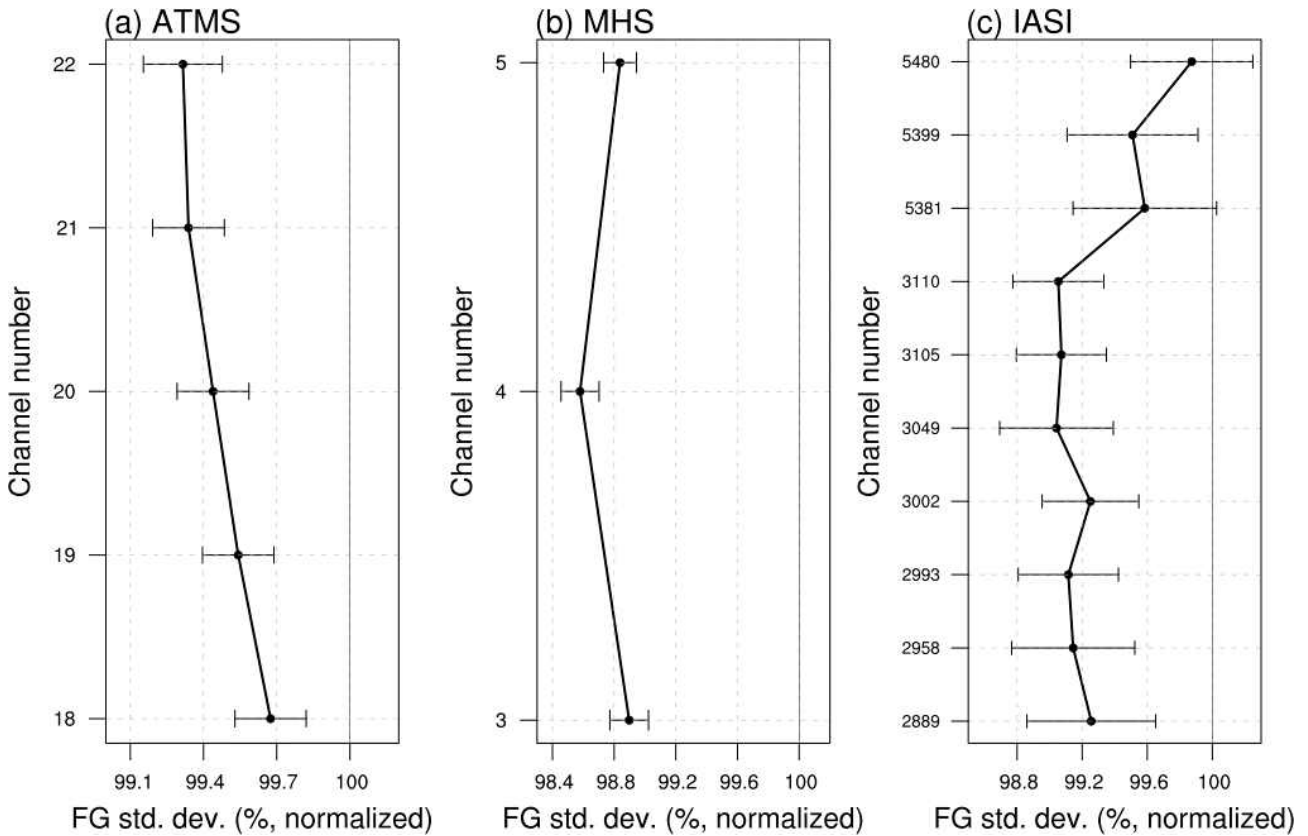 (a) ATMS
22
21
20
19
18
Channel number
99.1 99.4 99.7 100
FG std. dev. (%, normalized)
(b) MHS
5
4
3
Channel number
98.4 98.8 99.2 99.6 100
FG std. dev. (%, normalized)
(c) IASI
5480
5399
5381
3110
3105
3049
3002
2993
2958
2889
Channel number
98.8 99.2 99.6 100
FG std. dev. (%, normalized)